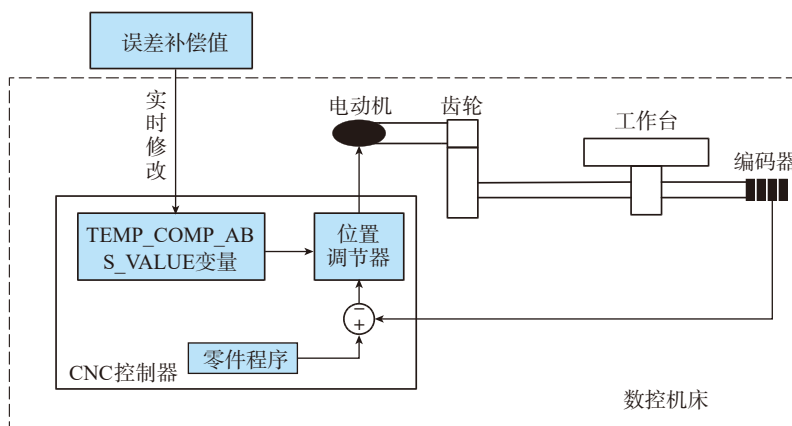 误差补偿值
实时修改
电动机
齿轮
工作台
编码器
TEMP_COMP_AB
S_VALUE变量
位置
调节器
−
+
零件程序
CNC控制器
数控机床